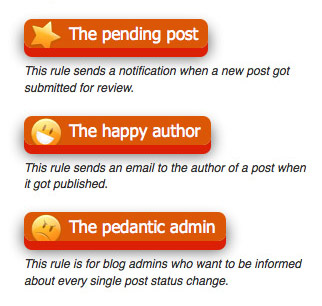 The pending post
This rule sends a notification when a new post got
submitted for review.
The happy author
This rule sends an email to the author of a post when
it got published.
The pedantic admin
This rule is for blog admins who want to be informed
about every single post status change.